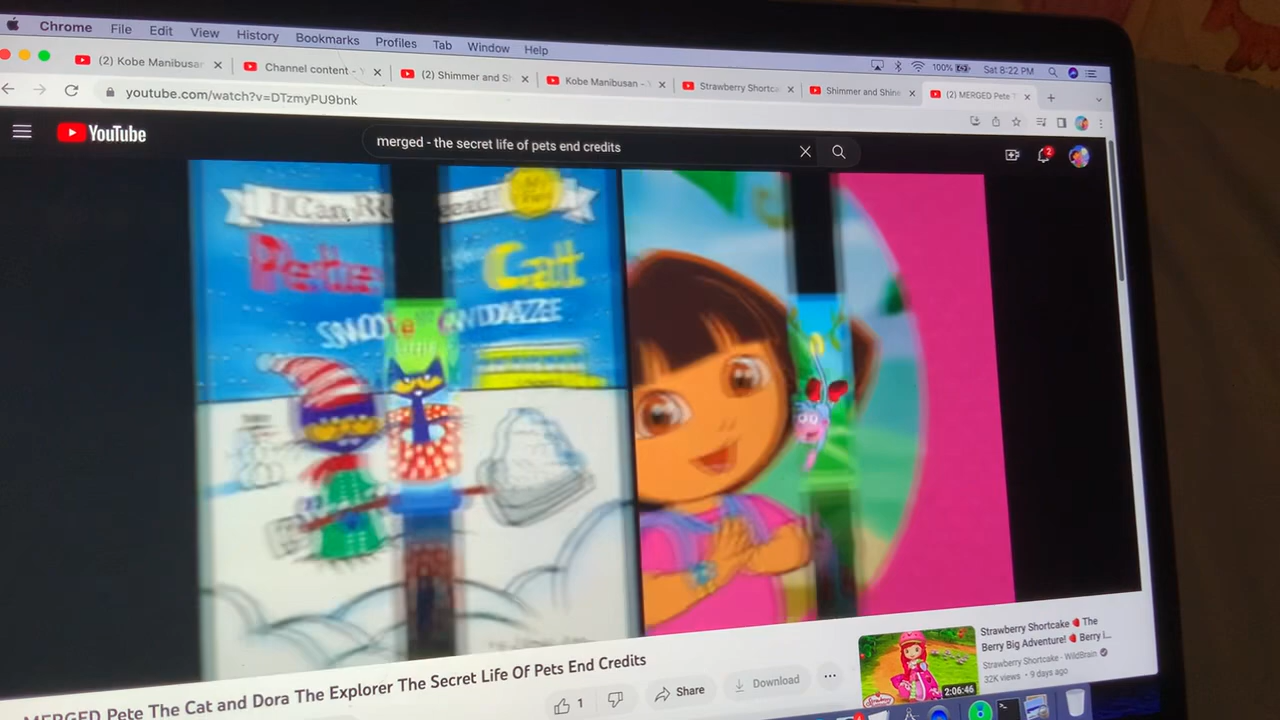 Chrome File Edit View History Bookmarks Profiles Tab Window Help
100% Sat 8:22 PM
(2) Kobe Manibusan
Channel content - Y
(2) Shimmer and Sh
Kobe Manibusan - Y
Strawberry Shortca
Shimmer and Shine
(2) MERGED Pete T
youtube.com/watch?v=DTzmyPU9bnk
YouTube
merged - the secret life of pets end credits
2
MERGED Pete The Cat and Dora The Explorer The Secret Life Of Pets End Credits
1
Share
Download
Strawberry Shortcake The
Berry Big Adventure! Berry i...
Strawberry Shortcake - WildBrain
32K views • 9 days ago
2:06:46